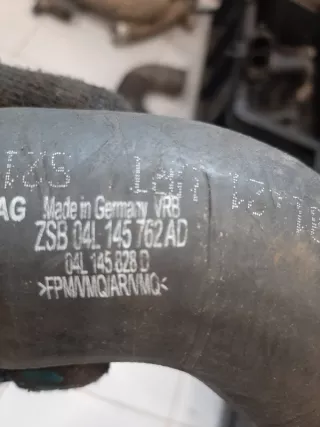 AG Made in Germany VRB
ZSB 04L 145 762 AD
04L 145 828 D
>FPM/VMQ/AR/VMQ<